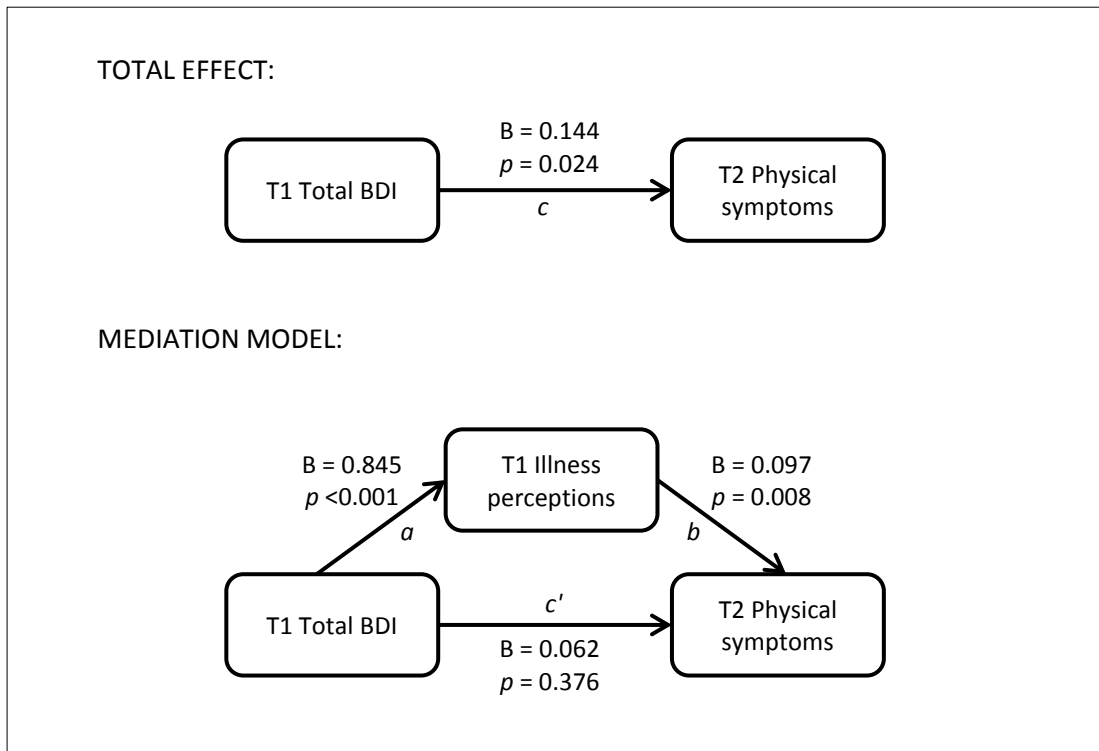 TOTAL EFFECT:
T1 Total BDI
B = 0.144
p = 0.024
c
T2 Physical
symptoms
MEDIATION MODEL:
B = 0.845
p <0.001
a
T1 Illness
perceptions
B = 0.097
p = 0.008
b
T1 Total BDI
c'
B = 0.062
p = 0.376
T2 Physical
symptoms